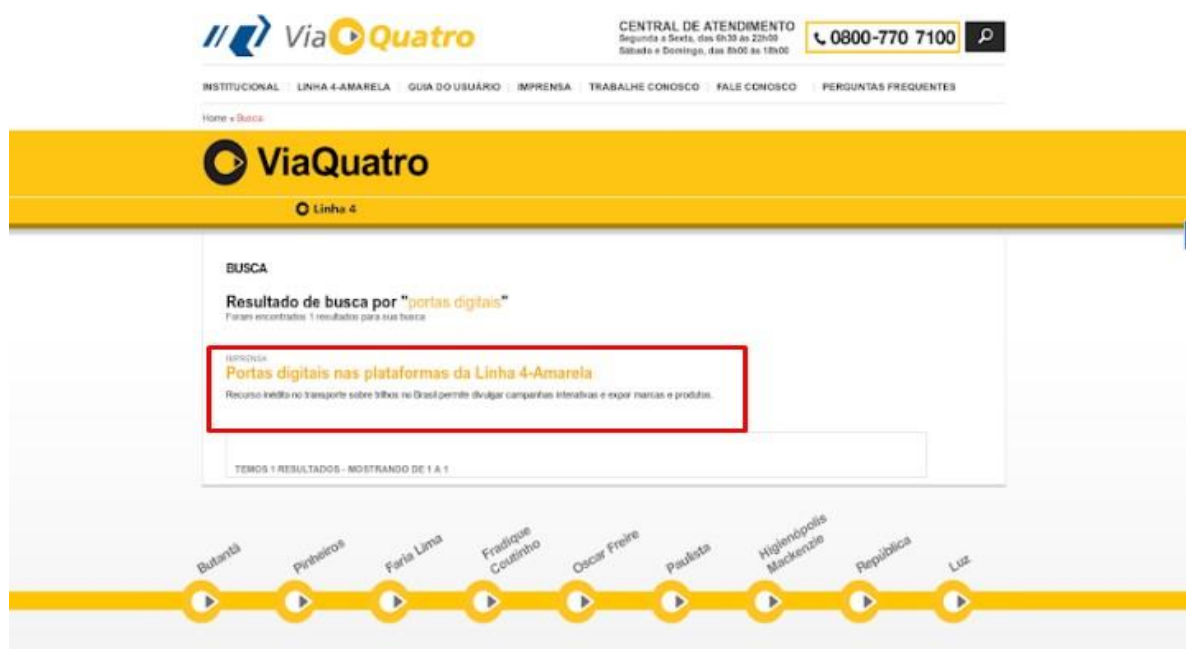 ViaQuatro
CENTRAL DE ATENDIMENTO
Segunda a Sexta, das 6h30 às 22h00
Sábado e Domingo, das 8h00 às 18h00
0800-770 7100
INSTITUCIONAL LINHA 4-AMARELA GUIA DO USUÁRIO IMPRENSA TRABALHE CONOSCO FALE CONOSCO PERGUNTAS FREQUENTES
Home » Busca
ViaQuatro
Linha 4
BUSCA
Resultado de busca por "portas digitais"
Foram encontrados 1 resultados para sua busca
IMPRENSA
Portas digitais nas plataformas da Linha 4-Amarela
Recurso inédito no transporte sobre trilhos no Brasil permite divulgar campanhas interativas e expor marcas e produtos.
TEMOS 1 RESULTADOS - MOSTRANDO DE 1 A 1
Butantã
Pinheiros
Faria Lima
Fradique
Coutinho
Oscar Freire
Paulista
Higienópolis
Mackenzie
República
Luz